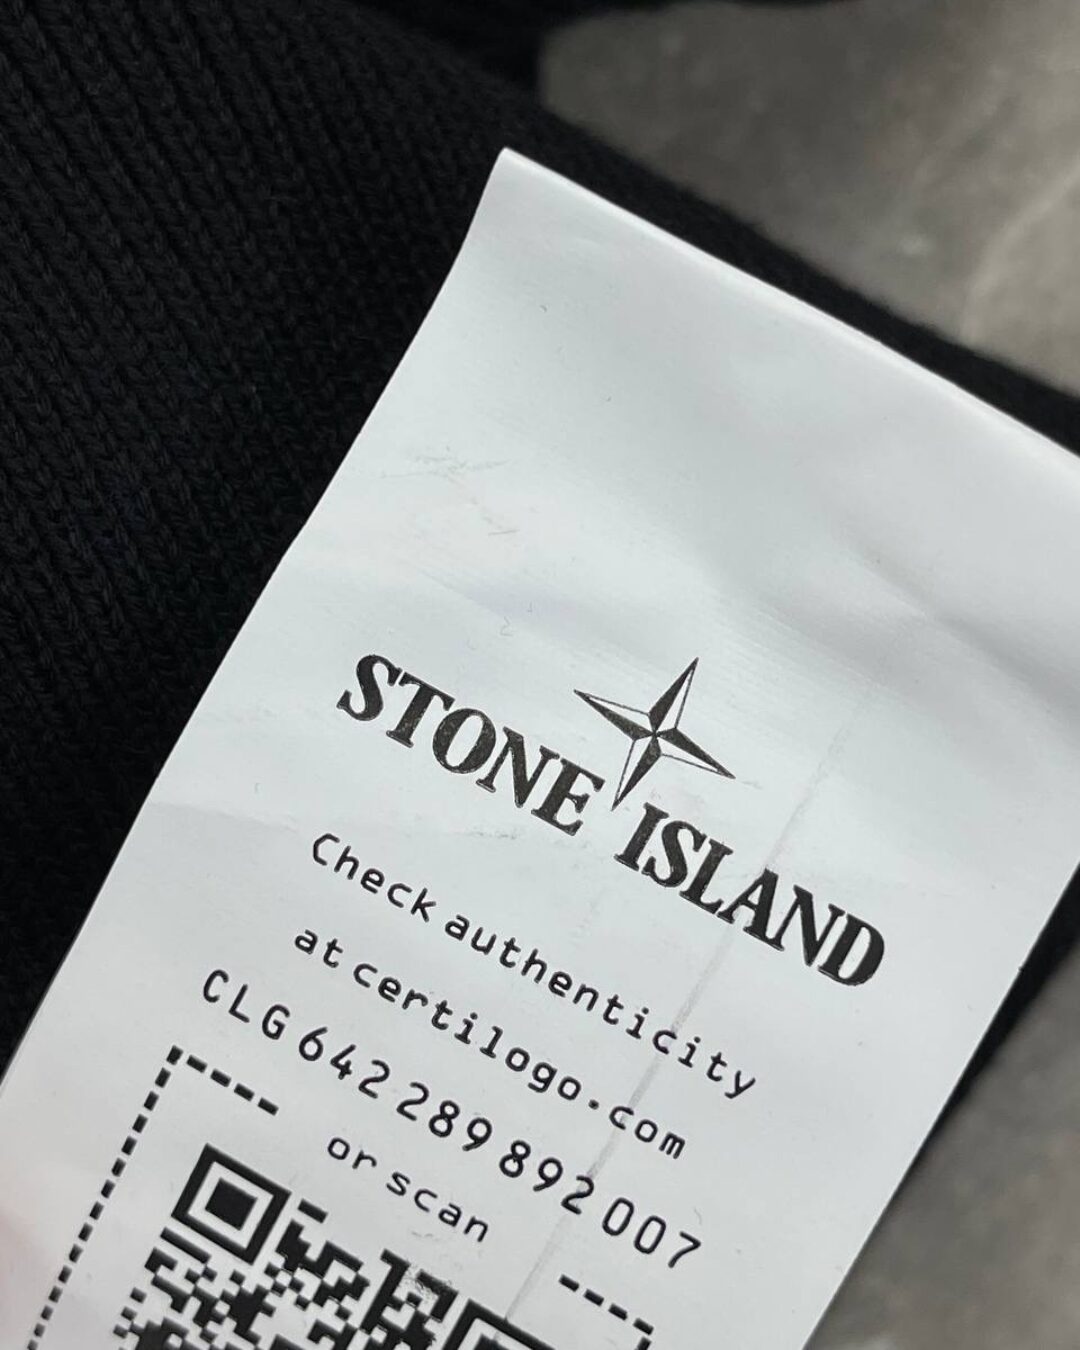 STONE ISLAND
Check authenticity
at certilogo.com
CLG 642 289 892 007
or scan